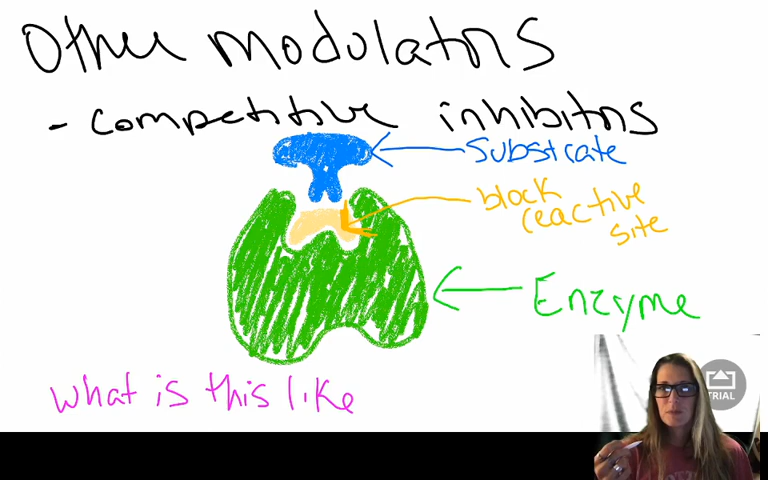 Other modulators
- competitive inhibitors
Substrate
block
reactive
site
Enzyme
What is this like
TRIAL